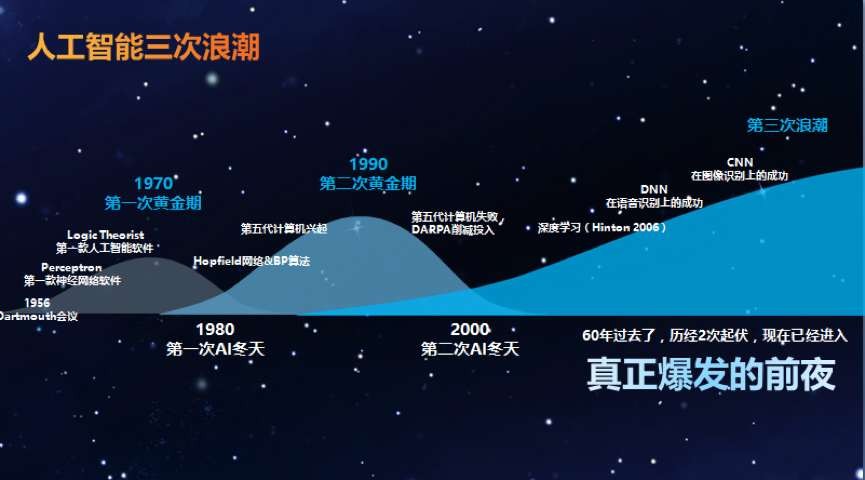 人工智能三次浪潮
第三次浪潮
1990
第二次黄金期
CNN
在图像识别上的成功
1970
第一次黄金期
DNN
在语音识别上的成功
第五代计算机兴起
第五代计算机失败
DARPA削减投入
深度学习（Hinton 2006）
Logic Theorist
第一款人工智能软件
Hopfield网络&BP算法
Perceptron
第一款神经网络软件
1956
Dartmouth会议
1980
第一次AI冬天
2000
第二次AI冬天
60年过去了，历经2次起伏，现在已经进入
真正爆发的前夜